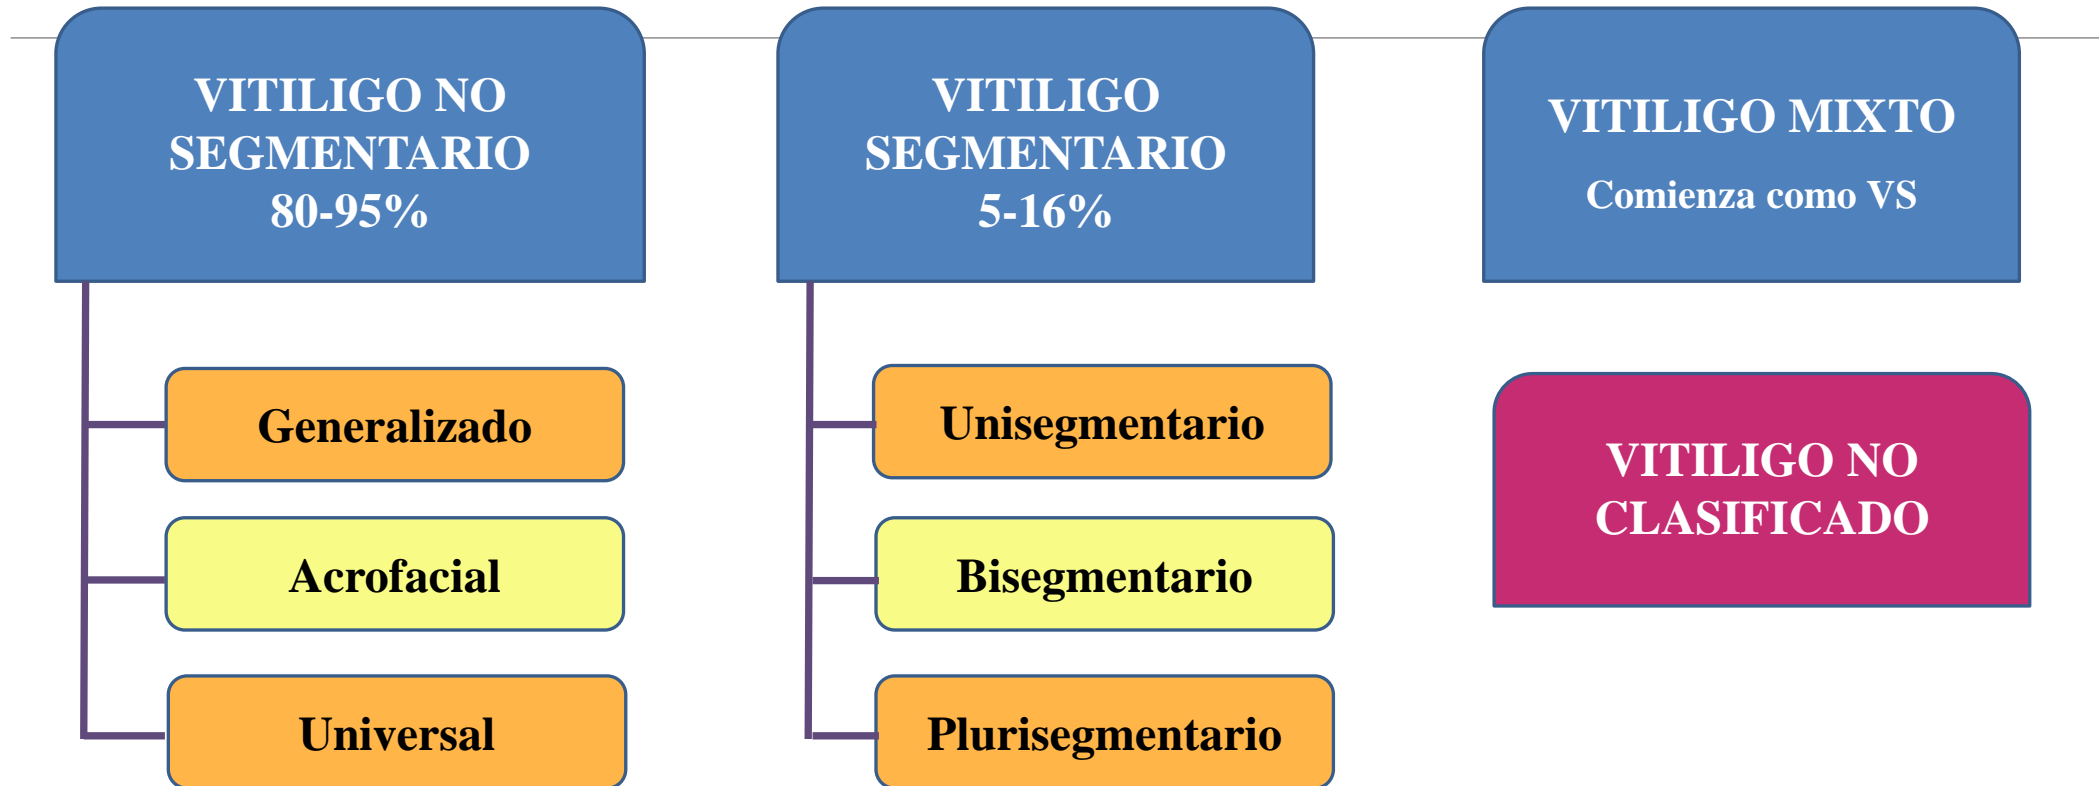 VITILIGO NO
SEGMENTARIO
80-95%
Generalizado
Acrofacial
Universal
VITILIGO
SEGMENTARIO
5-16%
Unisegmentario
Bisegmentario
Plurisegmentario
VITILIGO MIXTO
Comienza como VS
VITILIGO NO
CLASIFICADO